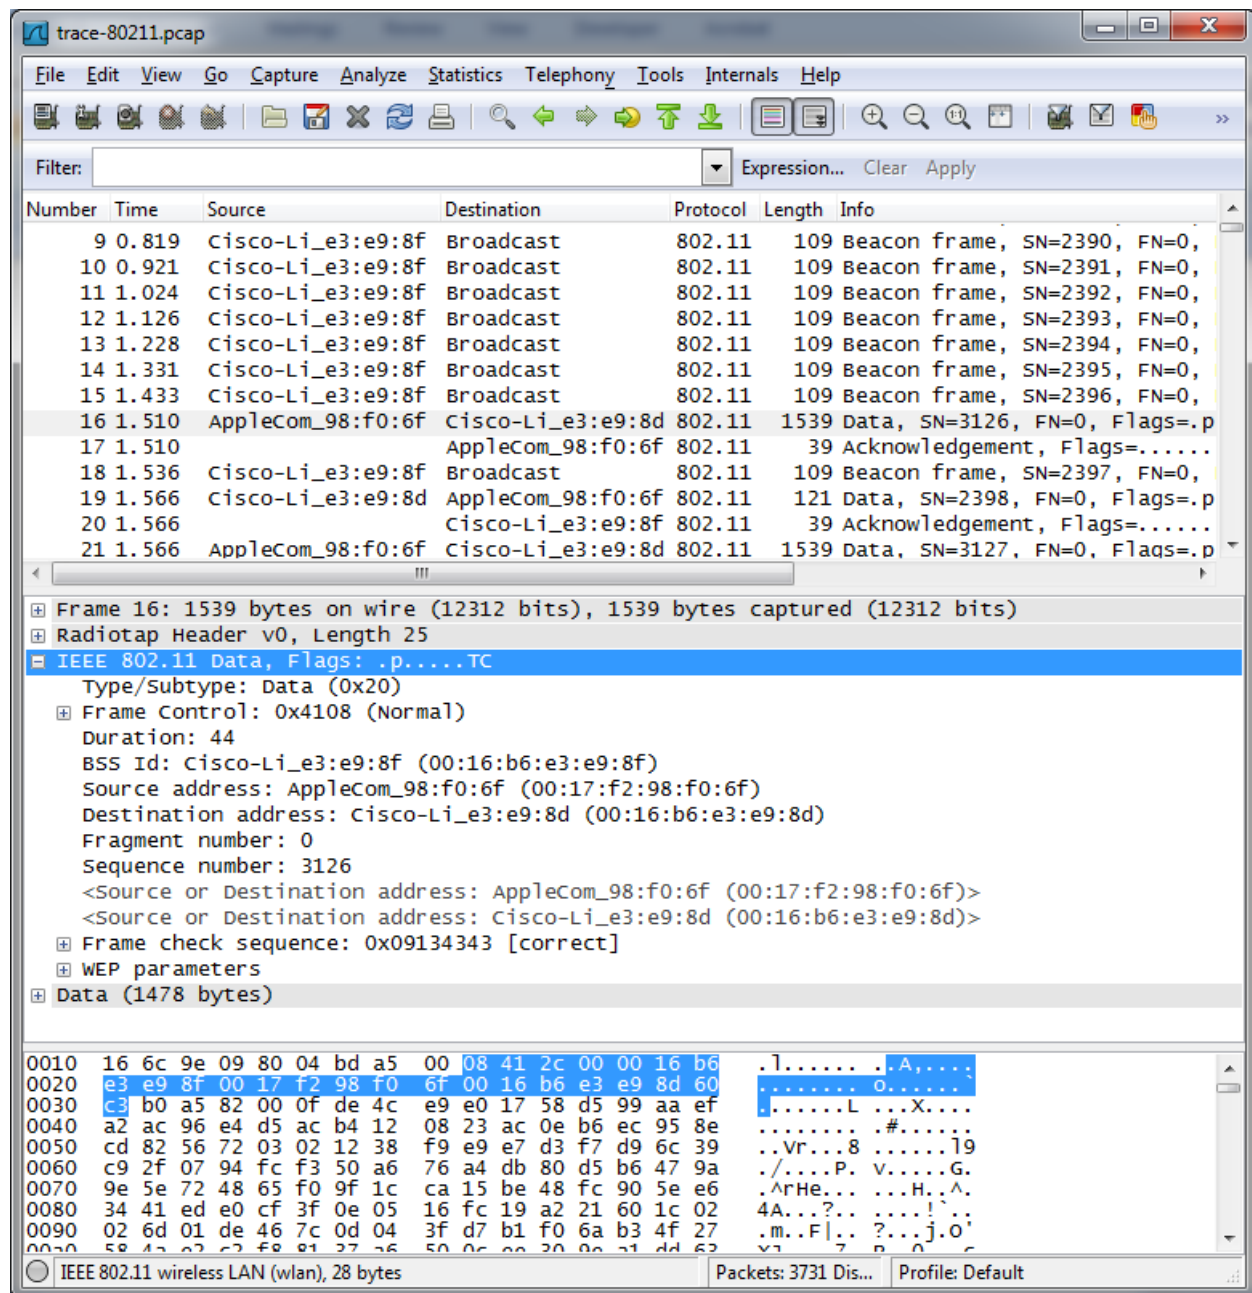 trace-80211.pcap
File Edit View Go Capture Analyze Statistics Telephony Tools Internals Help
Filter: Expression... Clear Apply
Number Time Source Destination Protocol Length Info
9 0.819 Cisco-Li_e3:e9:8f Broadcast 802.11 109 Beacon frame, SN=2390, FN=0,
10 0.921 Cisco-Li_e3:e9:8f Broadcast 802.11 109 Beacon frame, SN=2391, FN=0,
11 1.024 Cisco-Li_e3:e9:8f Broadcast 802.11 109 Beacon frame, SN=2392, FN=0,
12 1.126 Cisco-Li_e3:e9:8f Broadcast 802.11 109 Beacon frame, SN=2393, FN=0,
13 1.228 Cisco-Li_e3:e9:8f Broadcast 802.11 109 Beacon frame, SN=2394, FN=0,
14 1.331 Cisco-Li_e3:e9:8f Broadcast 802.11 109 Beacon frame, SN=2395, FN=0,
15 1.433 Cisco-Li_e3:e9:8f Broadcast 802.11 109 Beacon frame, SN=2396, FN=0,
16 1.510 AppleCom_98:f0:6f Cisco-Li_e3:e9:8d 802.11 1539 Data, SN=3126, FN=0, Flags=.p
17 1.510 AppleCom_98:f0:6f 802.11 39 Acknowledgement, Flags=......
18 1.536 Cisco-Li_e3:e9:8f Broadcast 802.11 109 Beacon frame, SN=2397, FN=0,
19 1.566 Cisco-Li_e3:e9:8d AppleCom_98:f0:6f 802.11 121 Data, SN=2398, FN=0, Flags=.p
20 1.566 Cisco-Li_e3:e9:8f 802.11 39 Acknowledgement, Flags=......
21 1.566 AppleCom_98:f0:6f Cisco-Li_e3:e9:8d 802.11 1539 Data, SN=3127, FN=0, Flags=.p
Frame 16: 1539 bytes on wire (12312 bits), 1539 bytes captured (12312 bits)
Radiotap Header v0, Length 25
IEEE 802.11 Data, Flags: .p.....TC
Type/Subtype: Data (0x20)
Frame Control: 0x4108 (Normal)
Duration: 44
BSS Id: Cisco-Li_e3:e9:8f (00:16:b6:e3:e9:8f)
Source address: AppleCom_98:f0:6f (00:17:f2:98:f0:6f)
Destination address: Cisco-Li_e3:e9:8d (00:16:b6:e3:e9:8d)
Fragment number: 0
Sequence number: 3126
<Source or Destination address: AppleCom_98:f0:6f (00:17:f2:98:f0:6f)>
<Source or Destination address: Cisco-Li_e3:e9:8d (00:16:b6:e3:e9:8d)>
Frame check sequence: 0x09134343 [correct]
WEP parameters
Data (1478 bytes)
0010 16 6c 9e 09 80 04 bd a5 00 08 41 2c 00 00 16 b6 .l...... ..A,....
0020 e3 e9 8f 00 17 f2 98 f0 6f 00 16 b6 e3 e9 8d 60 ........ o......`
0030 c3 b0 a5 82 00 0f de 4c e9 e0 17 58 d5 99 aa ef .......L ...X....
0040 a2 ac 96 e4 d5 ac b4 12 08 23 ac 0e b6 ec 95 8e ........ .#......
0050 cd 82 56 72 03 02 12 38 f9 e9 e7 d3 f7 d9 6c 39 ..Vr...8 ......l9
0060 c9 2f 07 94 fc f3 50 a6 76 a4 db 80 d5 b6 47 9a ./....P. v.....G.
0070 9e 5e 72 48 65 f0 9f 1c ca 15 be 48 fc 90 5e e6 .^rHe... ...H..^.
0080 34 41 ed e0 cf 3f 0e 05 16 fc 19 a2 21 60 1c 02 4A...?.. ....!`..
0090 02 6d 01 de 46 7c 0d 04 3f d7 b1 f0 6a b3 4f 27 .m..F|.. ?...j.O'
IEEE 802.11 wireless LAN (wlan), 28 bytes Packets: 3731 Dis... Profile: Default